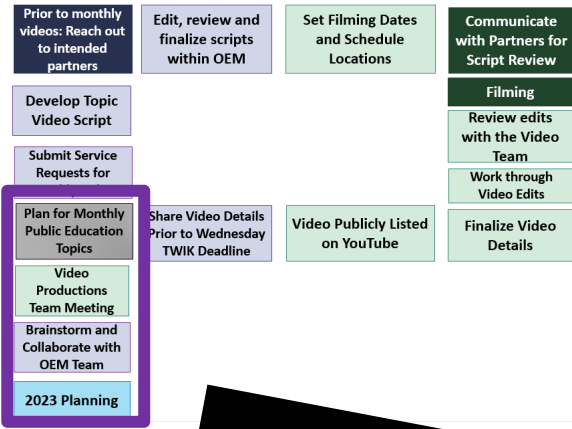 Prior to monthly
videos: Reach out
to intended
partners
Edit, review and
finalize scripts
within OEM
Set Filming Dates
and Schedule
Locations
Communicate
with Partners for
Script Review
Develop Topic
Video Script
Filming
Review edits
with the Video
Team
Submit Service
Requests for
Work through
Video Edits
Plan for Monthly
Public Education
Topics
Share Video Details
Prior to Wednesday
TWIK Deadline
Video Publicly Listed
on YouTube
Finalize Video
Details
Video
Productions
Team Meeting
Brainstorm and
Collaborate with
OEM Team
2023 Planning